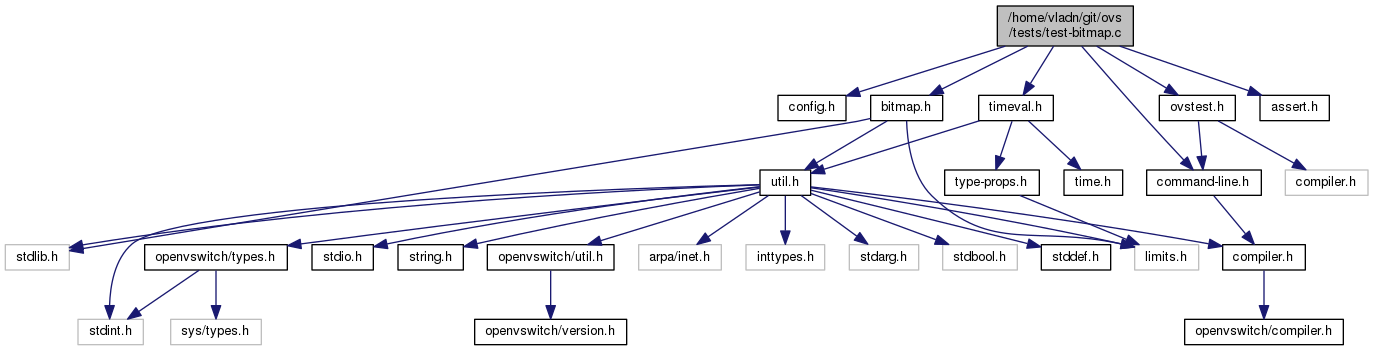 /home/vladn/git/ovs
/tests/test-bitmap.c
config.h
bitmap.h
timeval.h
ovstest.h
assert.h
util.h
type-props.h
time.h
command-line.h
compiler.h
stdlib.h
openvswitch/types.h
stdio.h
string.h
openvswitch/util.h
arpa/inet.h
inttypes.h
stdarg.h
stdbool.h
stddef.h
limits.h
compiler.h
stdint.h
sys/types.h
openvswitch/version.h
openvswitch/compiler.h